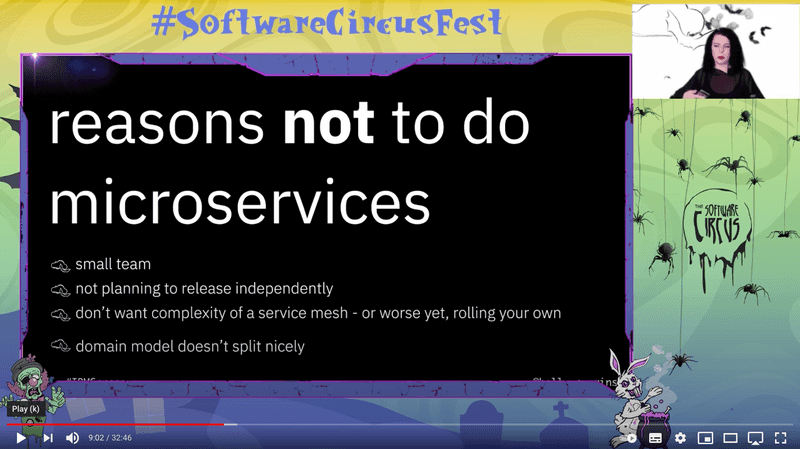 #SoftwareCircusFest
reasons not to do
microservices
small team
not planning to release independently
don't want complexity of a service mesh - or worse yet, rolling your own
domain model doesn't split nicely
THE SOFTWARE
CIRCUS
Play (k)
9:02 / 32:46